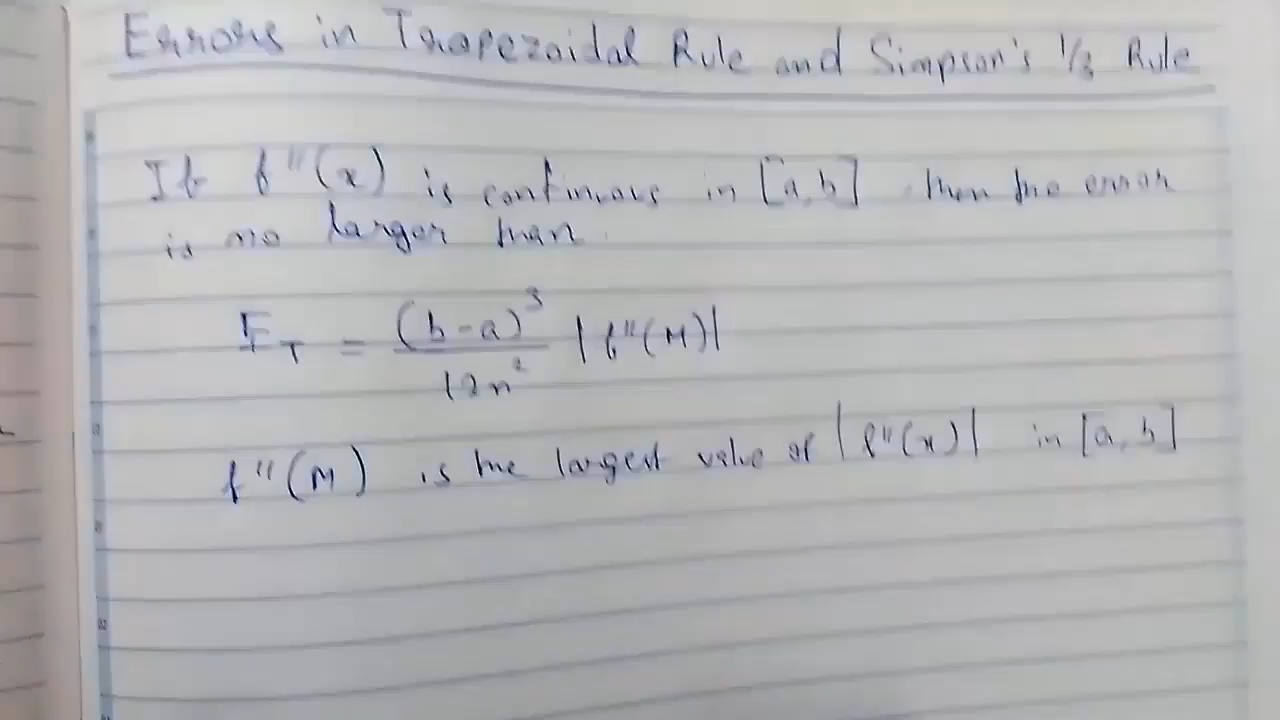 Errors in Trapezoidal Rule and Simpson's 1/3 Rule
If f''(x) is continuous in [a,b], then the error
is no larger than.
E_T = (b-a)^3 / 12n^2 |f''(M)|
f''(M) is the largest value of |f''(x)| in [a,b]